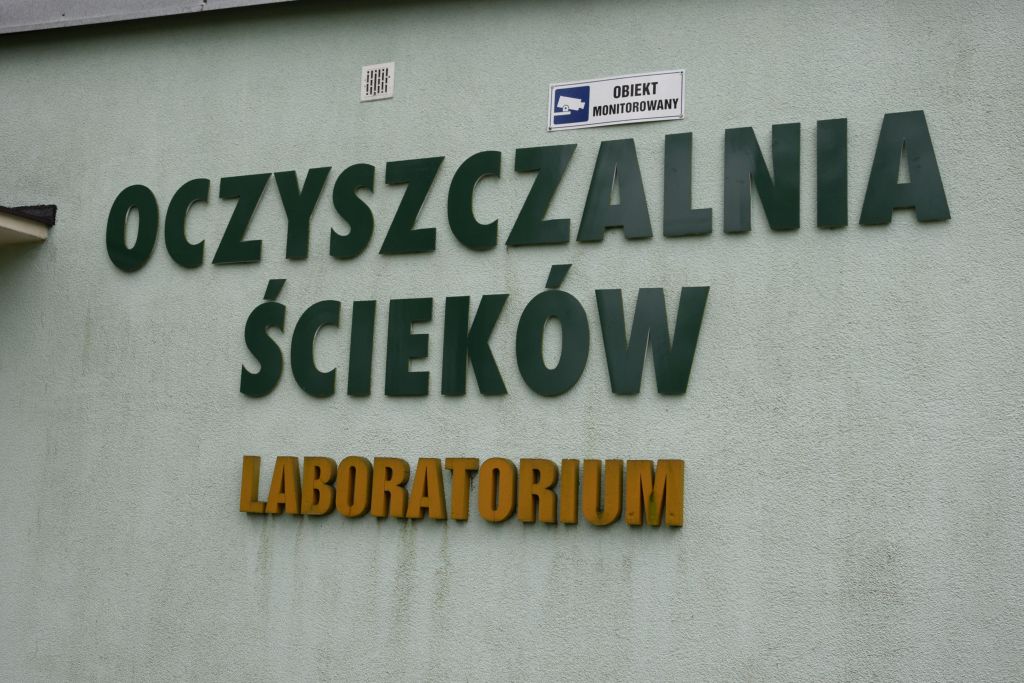 OBIEKT
MONITOROWANY
OCZYSZCZALNIA
ŚCIEKÓW
LABORATORIUM